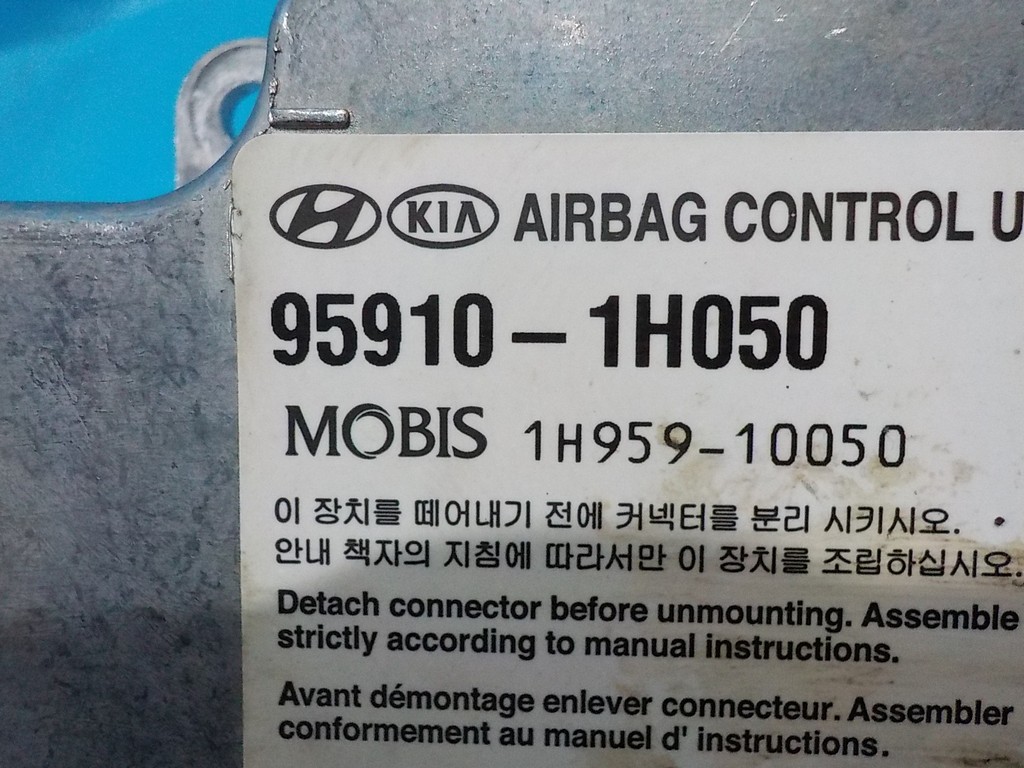 KIA AIRBAG CONTROL U
95910-1H050
MOBIS 1H959-10050
이 장치를 떼어내기 전에 커넥터를 분리 시키시오.
안내 책자의 지침에 따라서만 이 장치를 조립하십시오.
Detach connector before unmounting. Assemble
strictly according to manual instructions.
Avant démontage enlever connecteur. Assembler
conformement au manuel d' instructions.